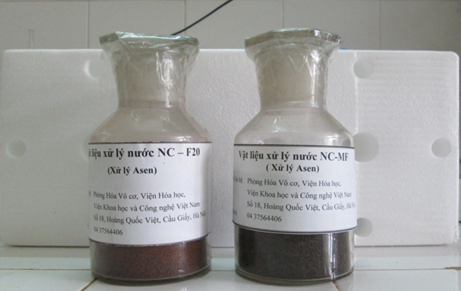 liệu xử lý nước NC – F20
(Xử lý Asen)
Phòng Hóa Vô cơ, Viện Hóa học,
Viện Khoa học và Công nghệ Việt Nam
Số 18, Hoàng Quốc Việt, Cầu Giấy, Hà
04 37564406
Vật liệu xử lý nước NC-MF
( Xử lý Asen)
Phòng Hóa Vô cơ, Viện Hóa học,
Viện Khoa học và Công nghệ Việt Nam
Số 18, Hoàng Quốc Việt, Cầu Giấy, Hà
04 37564406